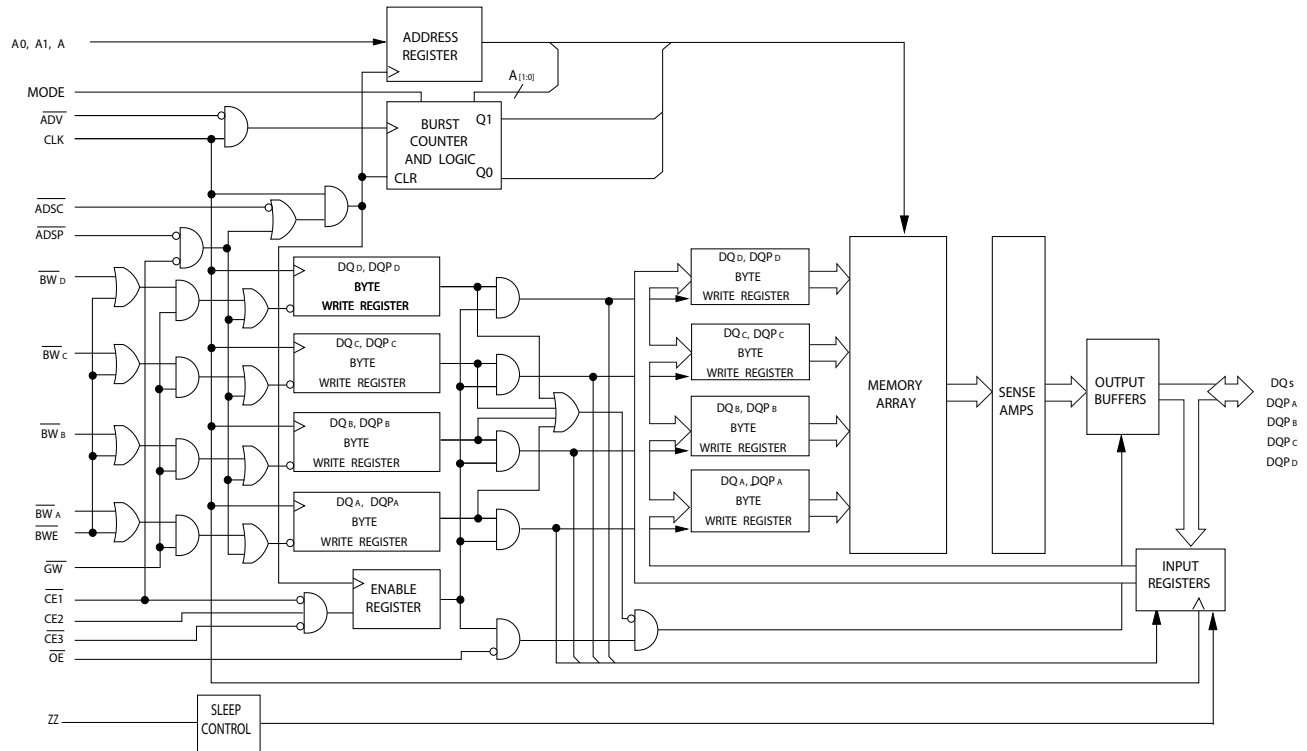 A0, A1, A
ADDRESS
REGISTER
A[1:0]
MODE
ADV
CLK
BURST
COUNTER
AND LOGIC
CLR
Q1
Q0
ADSC
ADSP
BW D
DQ D, DQP D
BYTE
WRITE REGISTER
DQ D, DQP D
BYTE
WRITE REGISTER
BW C
DQ C, DQP C
BYTE
WRITE REGISTER
DQ C, DQP C
BYTE
WRITE REGISTER
MEMORY
ARRAY
SENSE
AMPS
OUTPUT
BUFFERS
DQs
DQP A
DQP B
DQP C
DQP D
BW B
DQ B, DQP B
BYTE
WRITE REGISTER
DQ B, DQP B
BYTE
WRITE REGISTER
BW A
BWE
DQ A, DQP A
BYTE
WRITE REGISTER
DQ A, DQP A
BYTE
WRITE REGISTER
GW
CE1
CE2
CE3
OE
ENABLE
REGISTER
INPUT
REGISTERS
ZZ
SLEEP
CONTROL